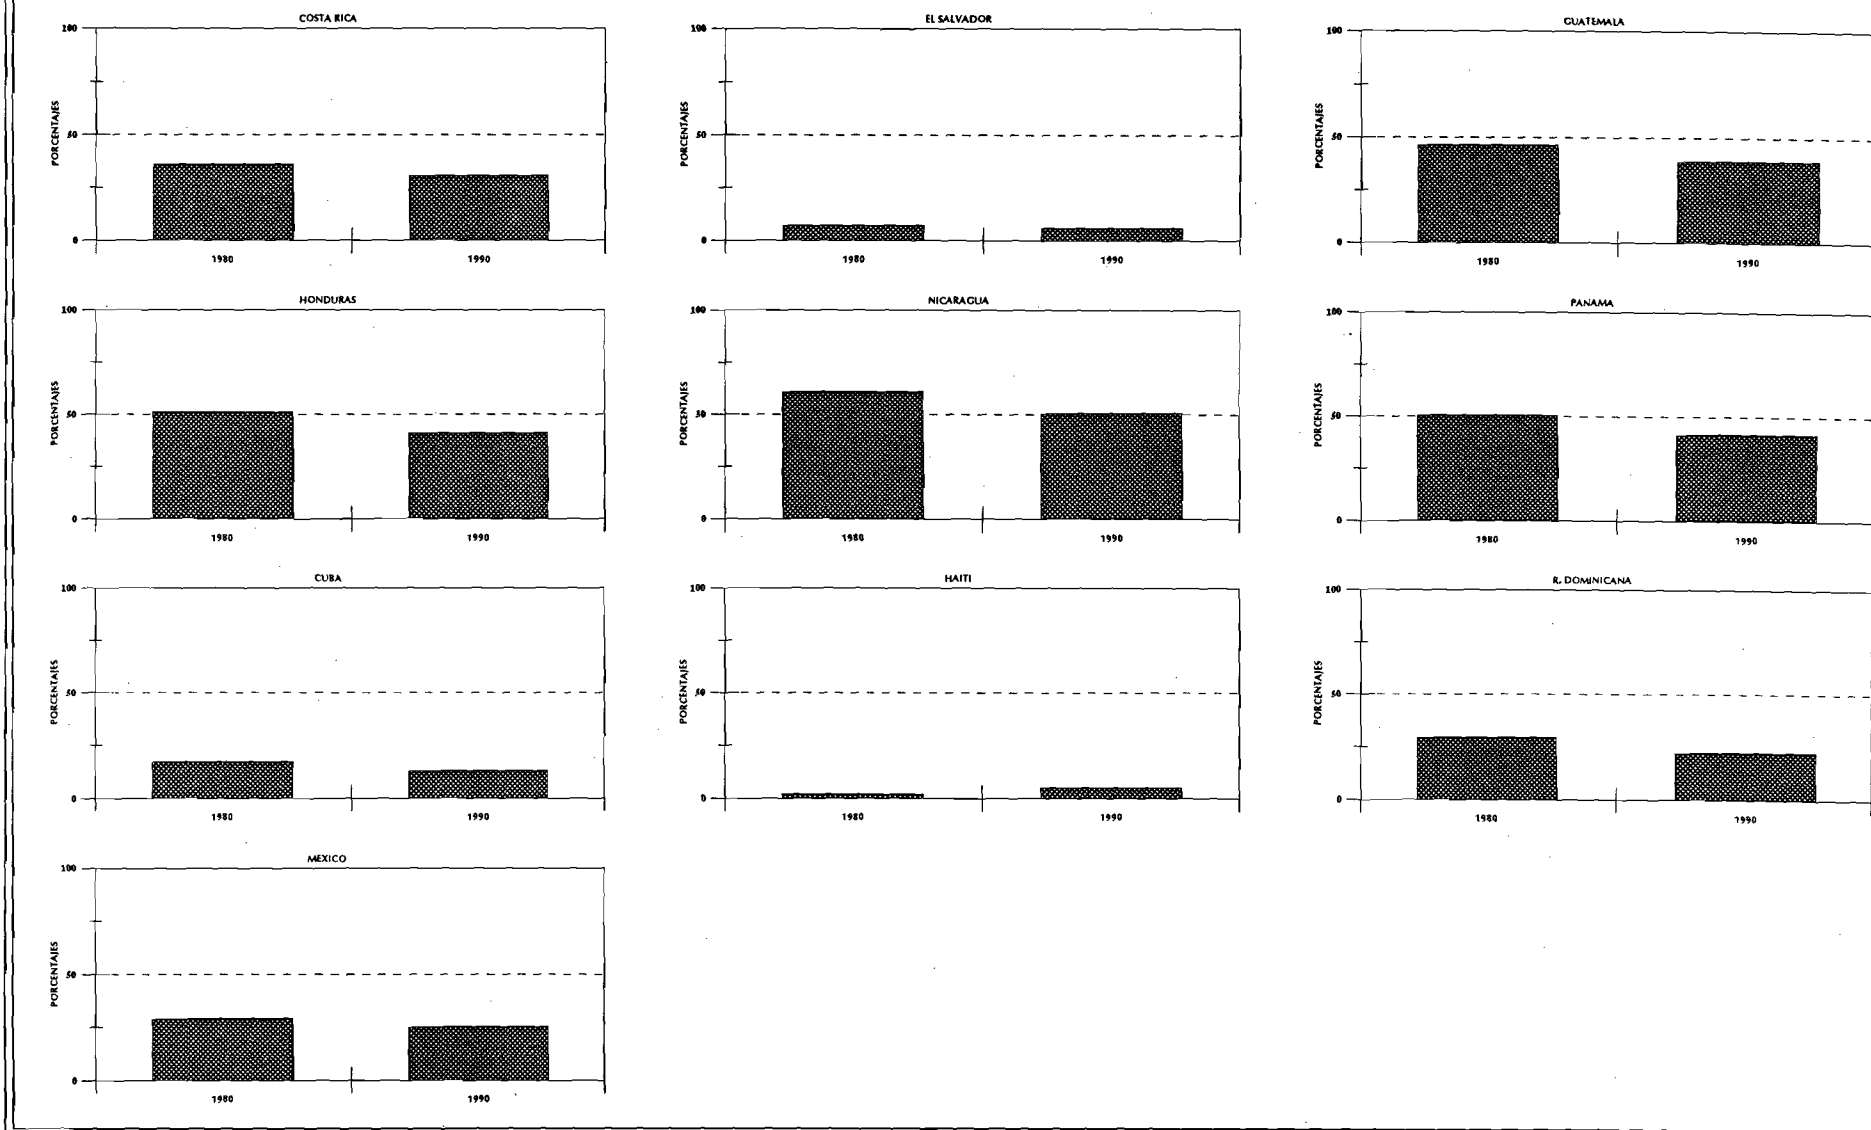 COSTA RICA
100
50
0
PORCENTAJES
1980
1990
EL SALVADOR
100
50
0
PORCENTAJES
1980
1990
GUATEMALA
100
50
0
PORCENTAJES
1980
1990
HONDURAS
100
50
0
PORCENTAJES
1980
1990
NICARAGUA
100
50
0
PORCENTAJES
1980
1990
PANAMA
100
50
0
PORCENTAJES
1980
1990
CUBA
100
50
0
PORCENTAJES
1980
1990
HAITI
100
50
0
PORCENTAJES
1980
1990
R. DOMINICANA
100
50
0
PORCENTAJES
1980
1990
MEXICO
100
50
0
PORCENTAJES
1980
1990